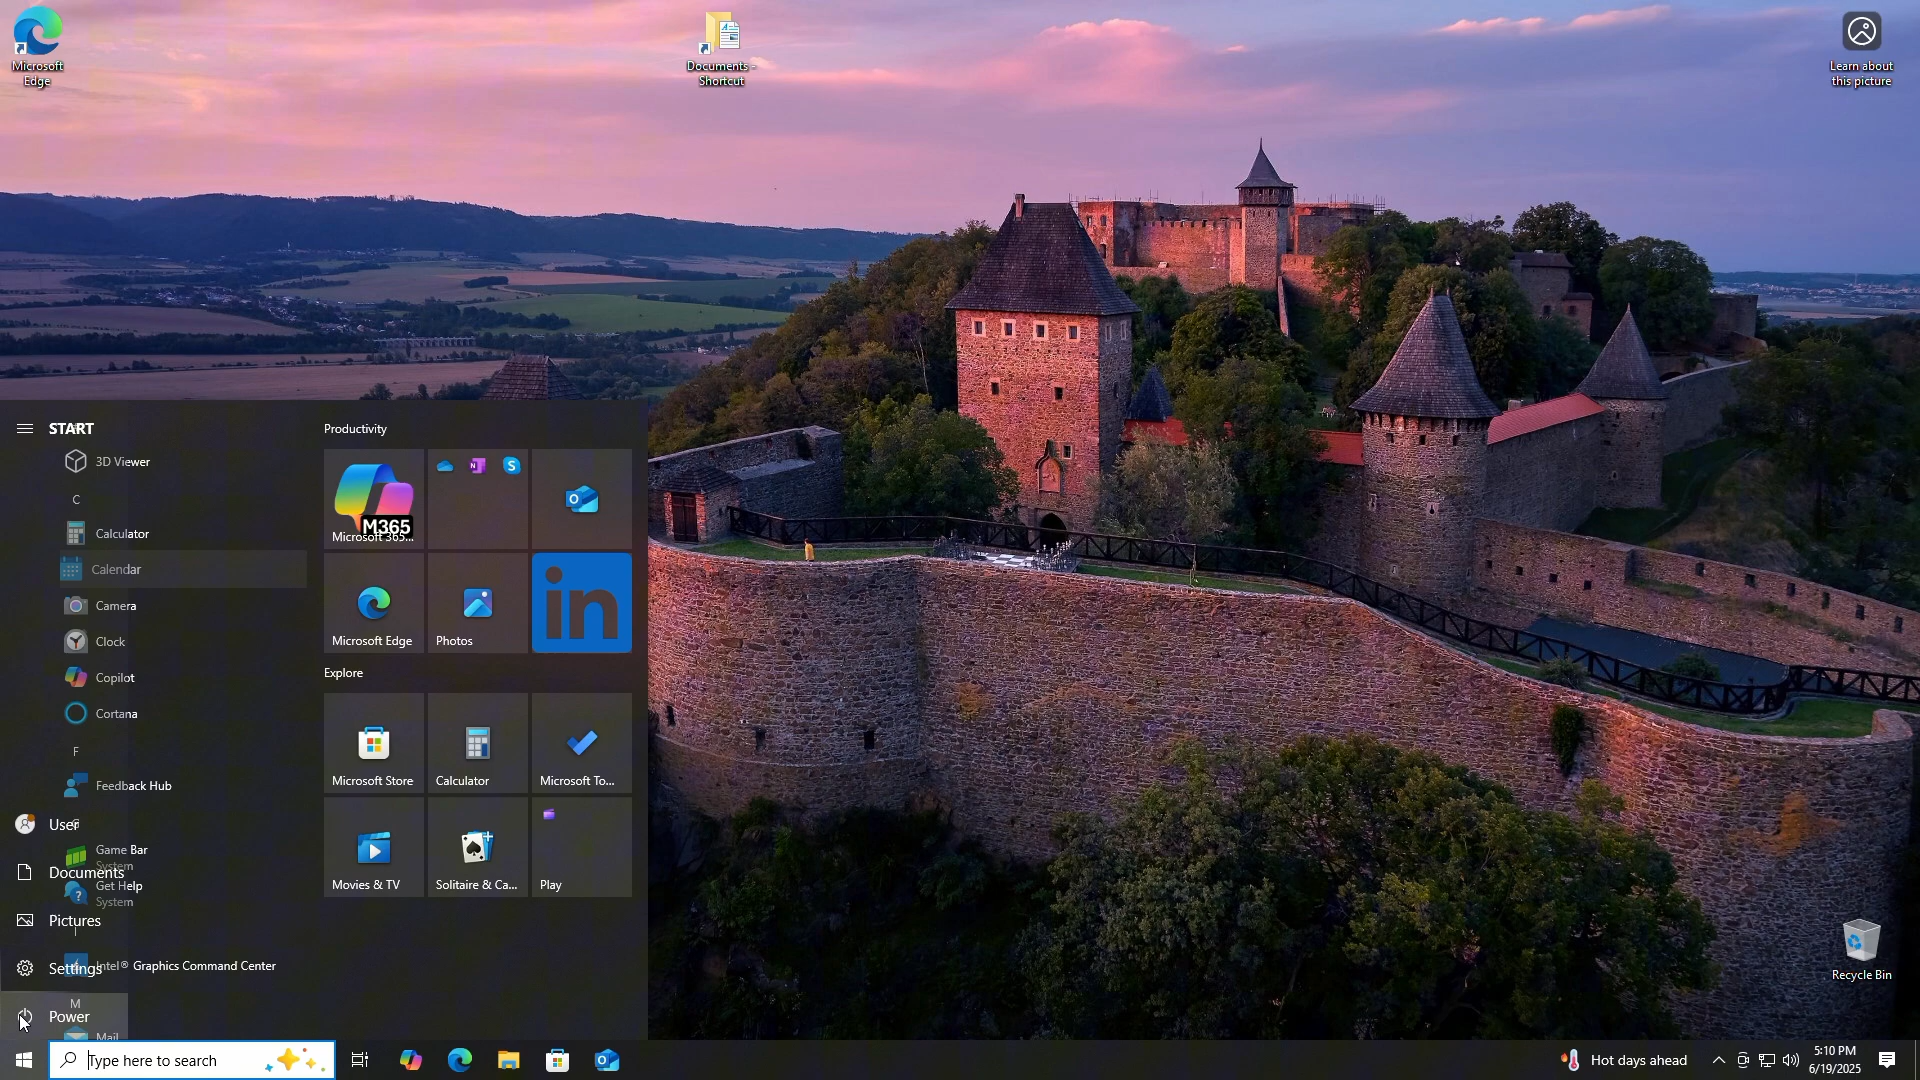 Microsoft
Edge
Documents -
Shortcut
Learn about
this picture
START
3D Viewer
C
Calculator
Calendar
Camera
Clock
Copilot
Cortana
F
Feedback Hub
User
Game Bar
System
Documents
Get Help
System
Pictures
I
Settings
Intel® Graphics Command Center
M
Power
Mail
Productivity
M365
Microsoft 365...
Microsoft Edge
Photos
in
Explore
Microsoft Store
Calculator
Microsoft To...
Movies & TV
Solitaire & Ca...
Play
Recycle Bin
Type here to search
Hot days ahead
5:10 PM
6/19/2025